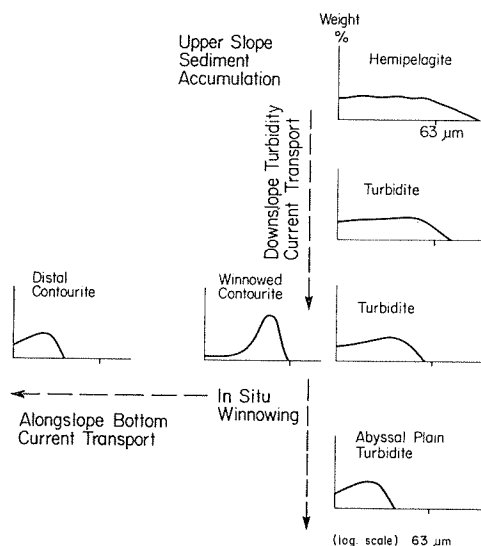 Weight
%
Upper Slope
Sediment
Accumulation
Hemipelagite
63 μm
Downslope Turbidity
Current Transport
Turbidite
Distal
Contourite
Winnowed
Contourite
Turbidite
In Situ
Winnowing
Alongslope Bottom
Current Transport
Abyssal Plain
Turbidite
(log. scale) 63 μm